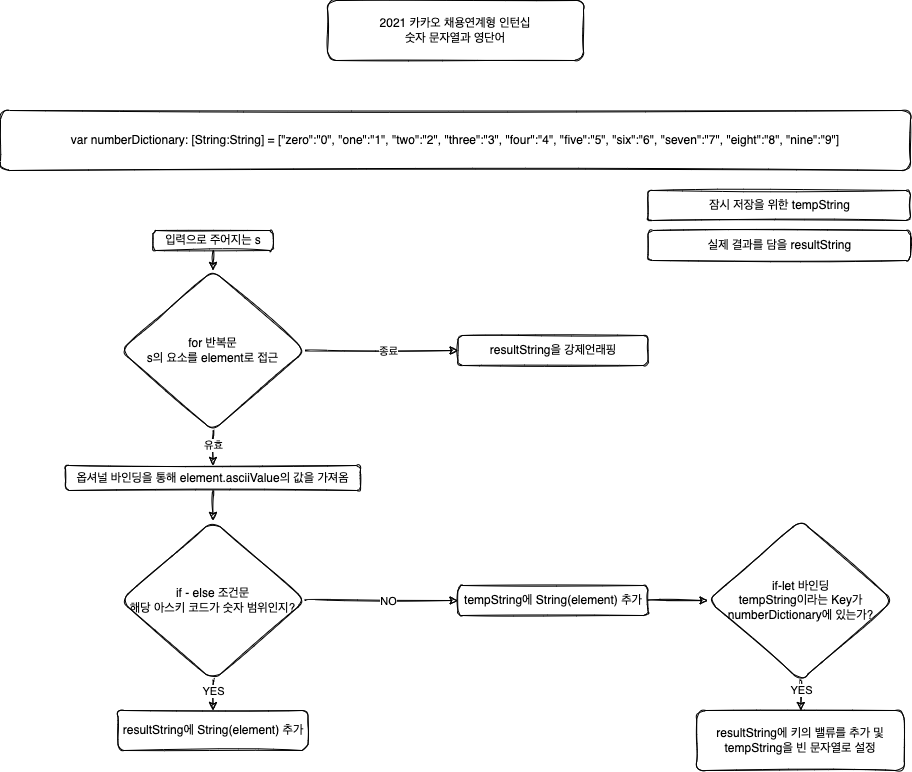 2021 카카오 채용연계형 인턴십
숫자 문자열과 영단어
var numberDictionary: [String:String] = ["zero":"0", "one":"1", "two":"2", "three":"3", "four":"4", "five":"5", "six":"6", "seven":"7", "eight":"8", "nine":"9"]
잠시 저장을 위한 tempString
실제 결과를 담을 resultString
입력으로 주어지는 s
for 반복문
s의 요소를 element로 접근
종료
resultString을 강제언래핑
유효
옵셔널 바인딩을 통해 element.asciiValue의 값을 가져옴
if - else 조건문
해당 아스키 코드가 숫자 범위인지?
NO
tempString에 String(element) 추가
if-let 바인딩
tempString이라는 Key가
numberDictionary에 있는가?
YES
resultString에 String(element) 추가
YES
resultString에 키의 밸류를 추가 및
tempString을 빈 문자열로 설정